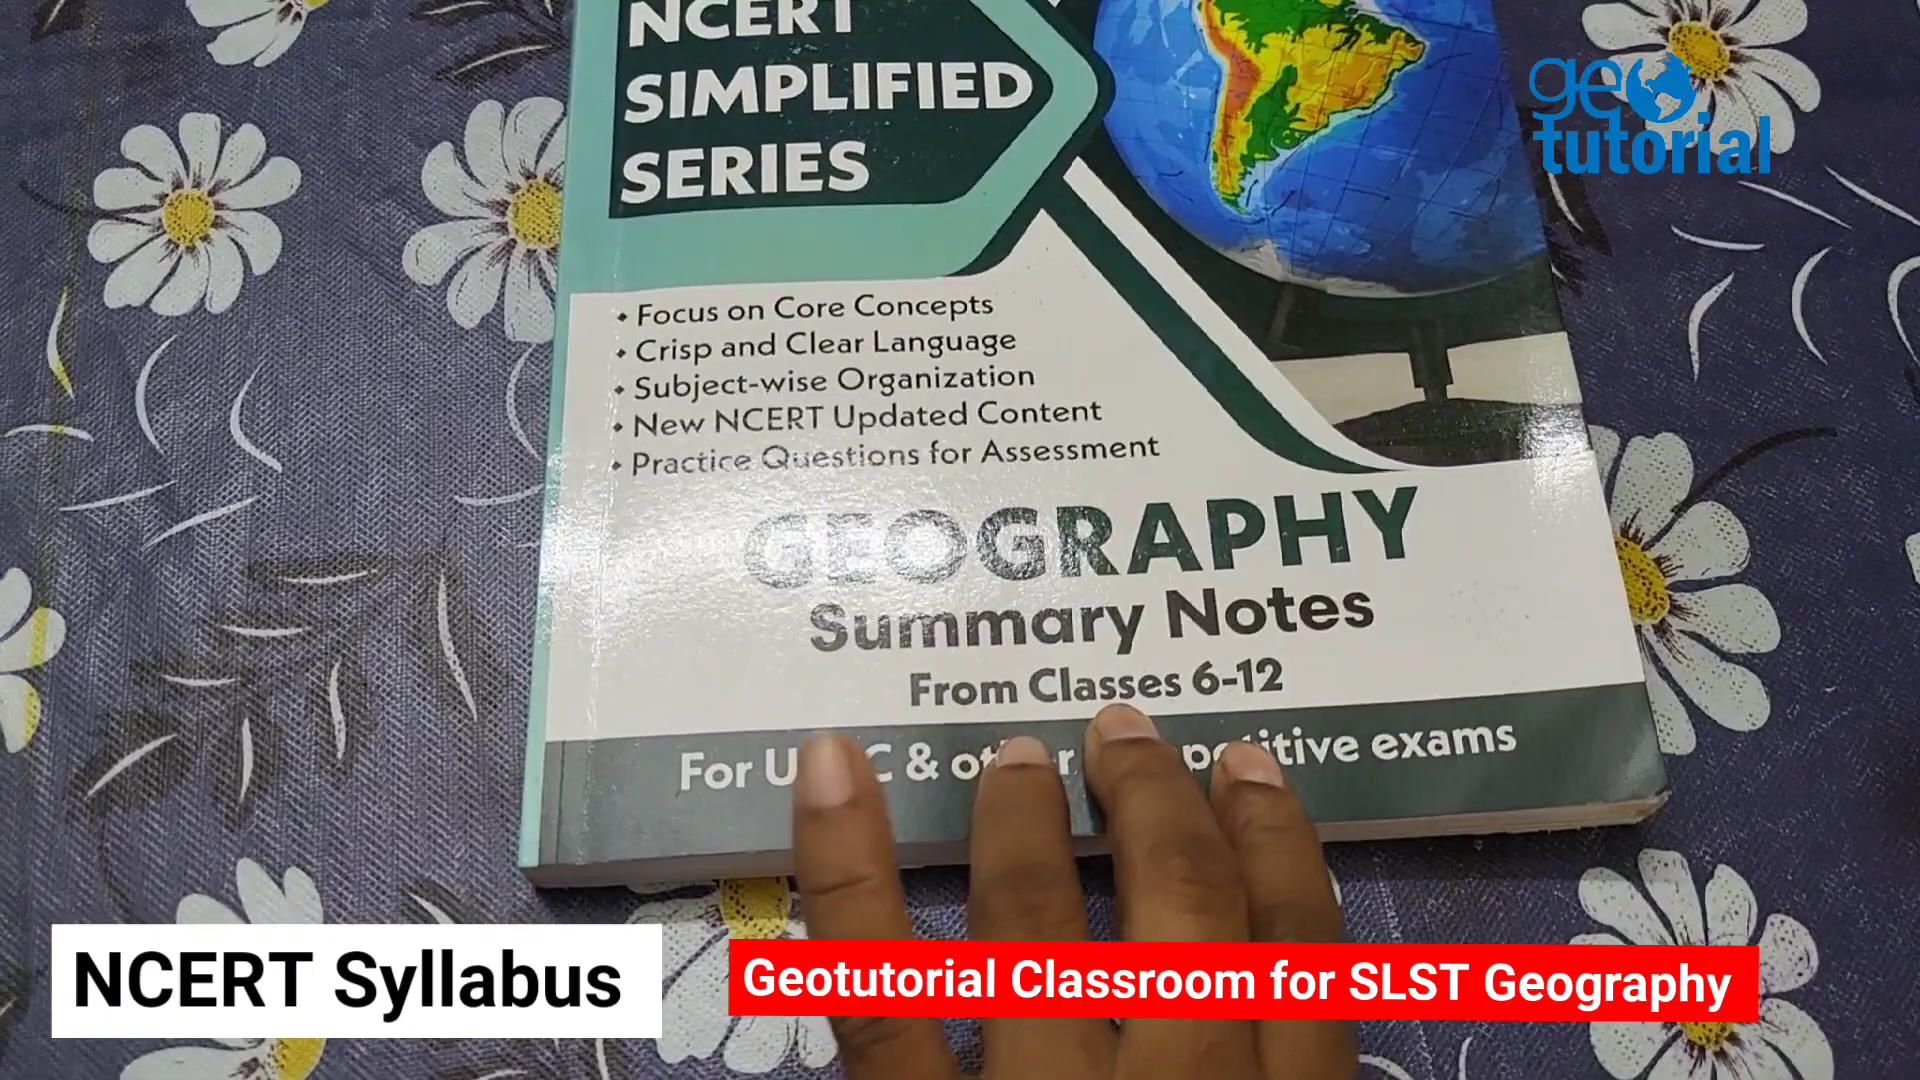 NCERT
SIMPLIFIED
SERIES
geo
tutorial
• Focus on Core Concepts
• Crisp and Clear Language
• Subject-wise Organization
• New NCERT Updated Content
• Practice Questions for Assessment
GEOGRAPHY
Summary Notes
From Classes 6-12
For & exams
NCERT Syllabus
Geotutorial Classroom for SLST Geography